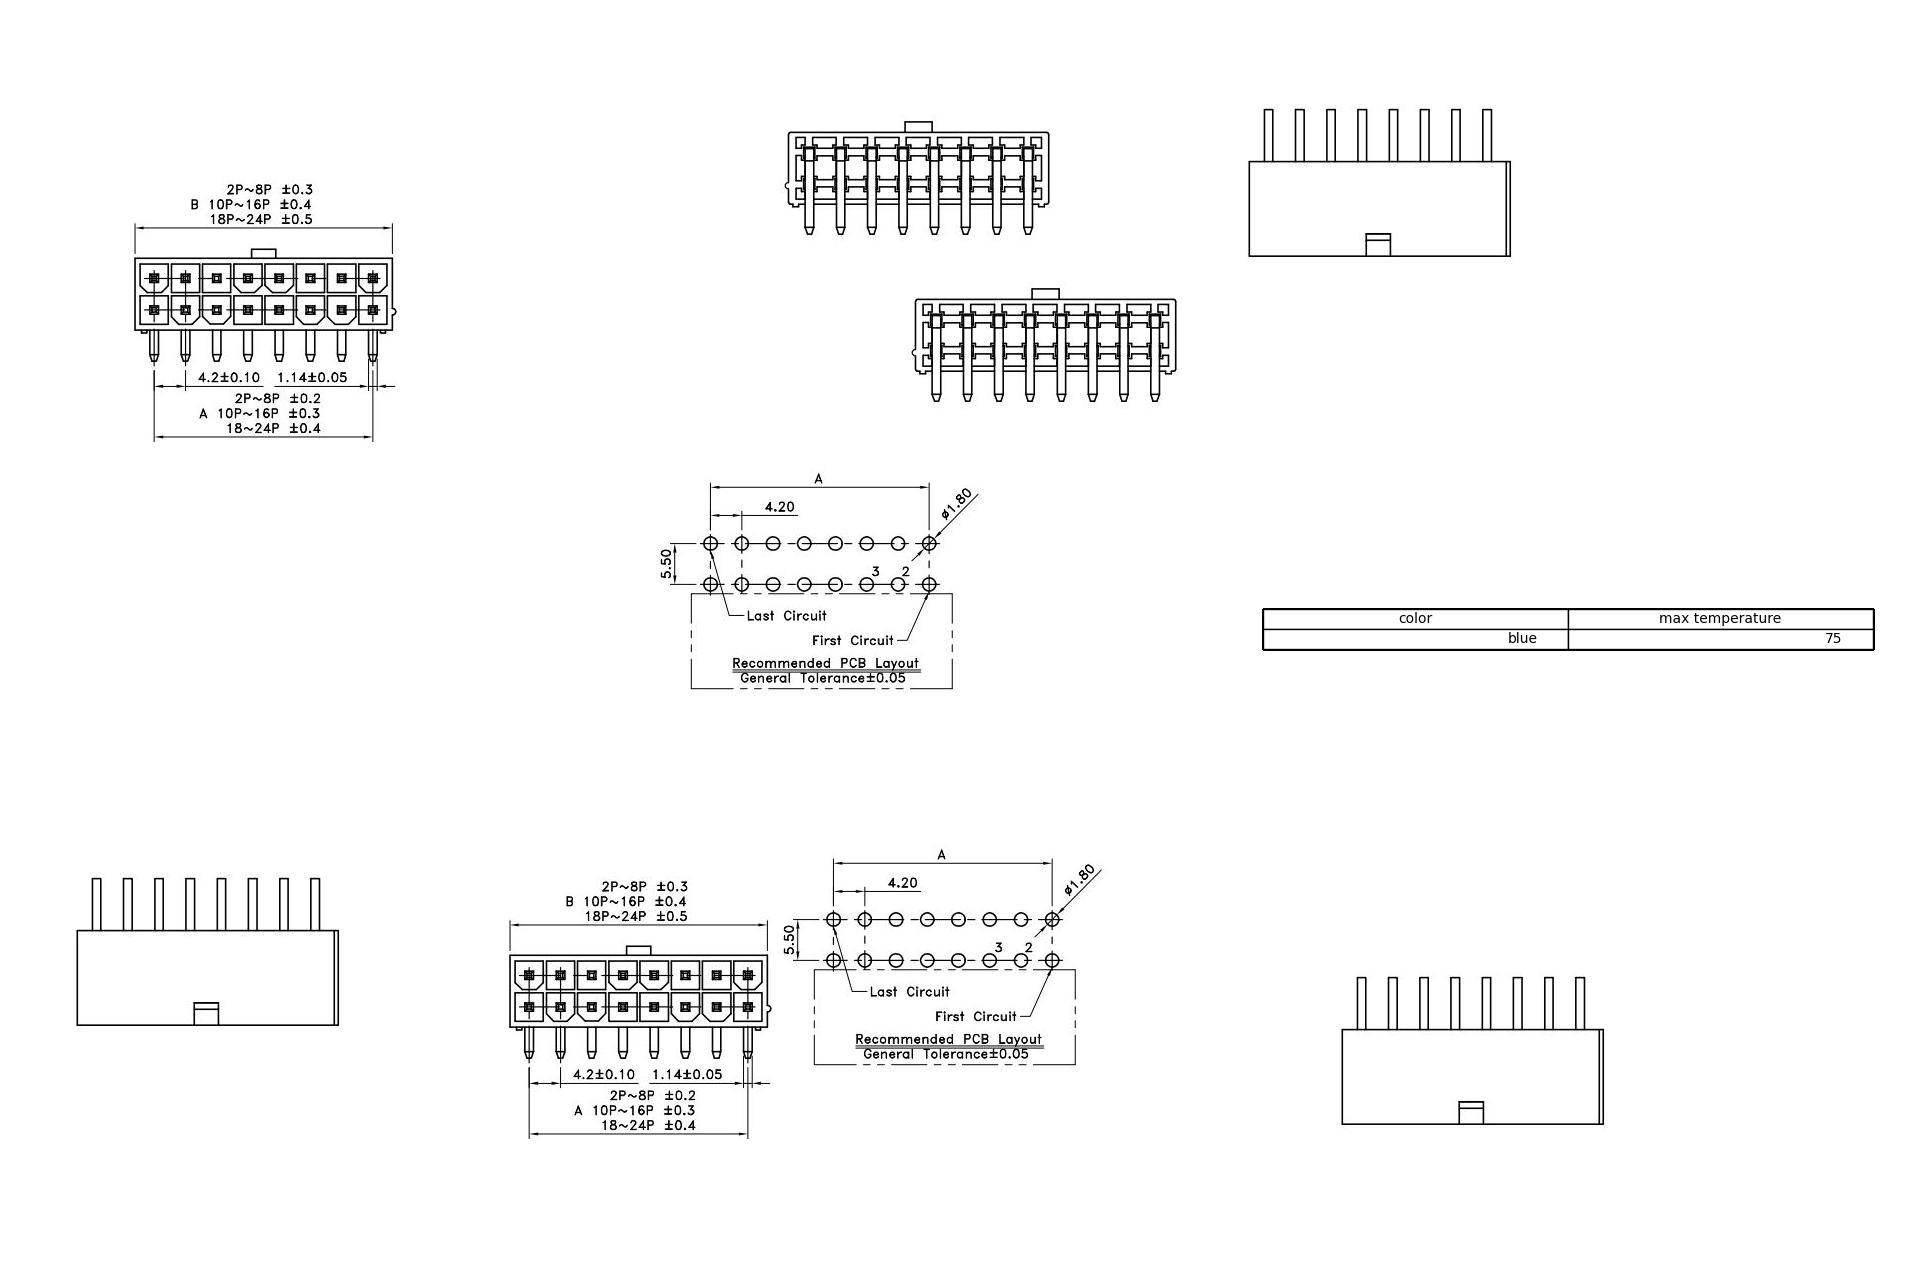 2P~8P ±0.3
B 10P~16P ±0.4
18P~24P ±0.5
4.2±0.10 1.14±0.05
2P~8P ±0.2
A 10P~16P ±0.3
18~24P ±0.4
A
4.20
ø1.80
5.50
3 2
Last Circuit
First Circuit
Recommended PCB Layout
General Tolerance±0.05
color max temperature
blue 75
2P~8P ±0.3
B 10P~16P ±0.4
18P~24P ±0.5
4.2±0.10 1.14±0.05
2P~8P ±0.2
A 10P~16P ±0.3
18~24P ±0.4
A
4.20
ø1.80
5.50
3 2
Last Circuit
First Circuit
Recommended PCB Layout
General Tolerance±0.05